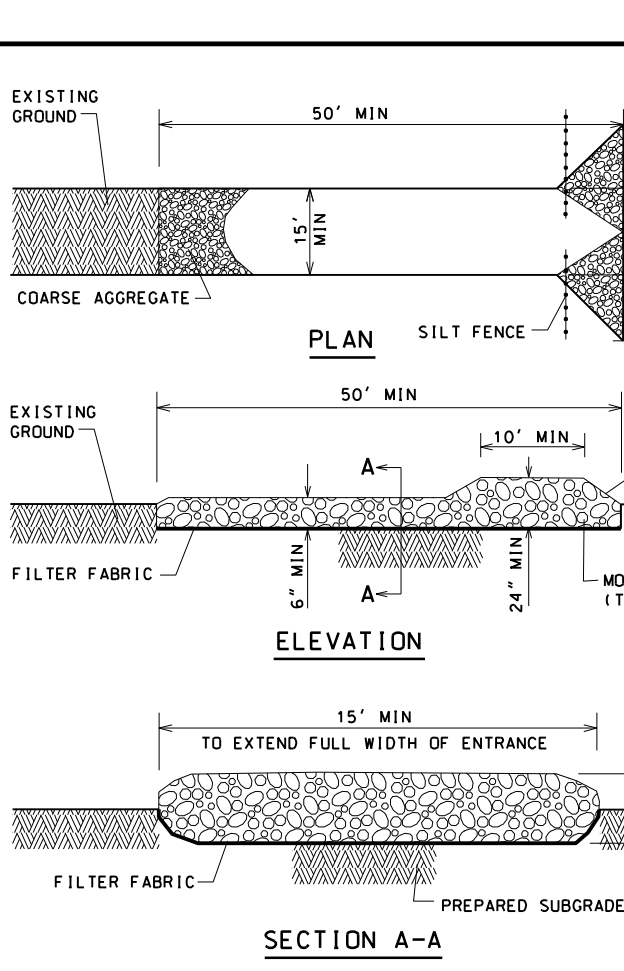 EXISTING
GROUND
50' MIN
15'
MIN
COARSE AGGREGATE
SILT FENCE
PLAN
50' MIN
EXISTING
GROUND
10' MIN
A
FILTER FABRIC
6" MIN
A
24" MIN
MO
(T
ELEVATION
15' MIN
TO EXTEND FULL WIDTH OF ENTRANCE
FILTER FABRIC
PREPARED SUBGRADE
SECTION A-A